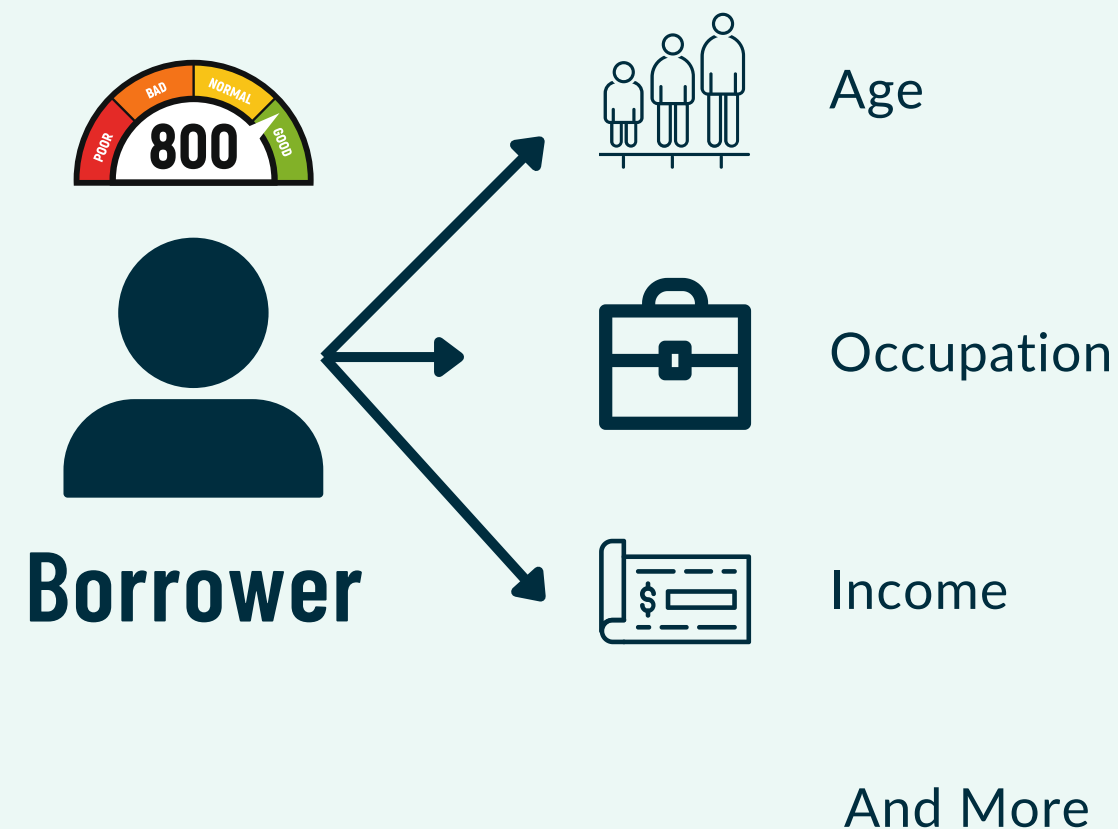 POOR
BAD
NORMAL
GOOD
800
Borrower
Age
Occupation
$
Income
And More